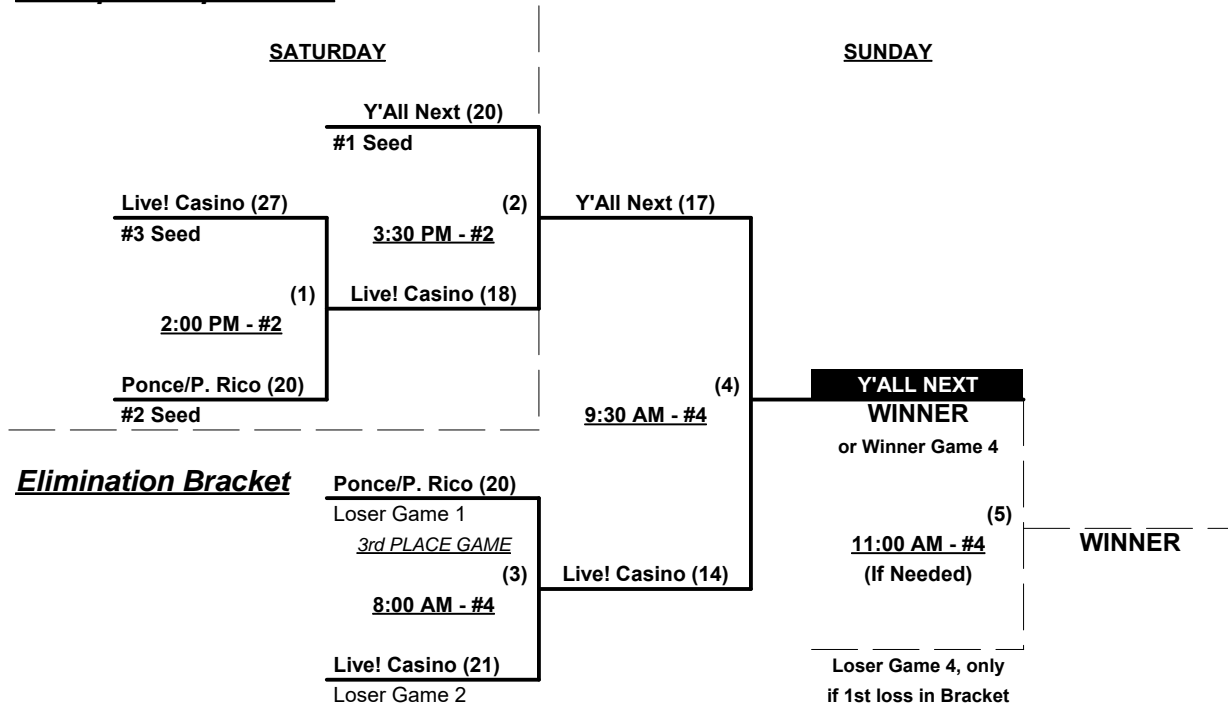 SATURDAY
SUNDAY
Y'All Next (20)
#1 Seed
Live! Casino (27)
(2)
Y'All Next (17)
#3 Seed
3:30 PM - #2
(1)
Live! Casino (18)
2:00 PM - #2
Ponce/P. Rico (20)
(4)
Y'ALL NEXT
#2 Seed
9:30 AM - #4
WINNER
or Winner Game 4
Elimination Bracket
Ponce/P. Rico (20)
Loser Game 1
(5)
3rd PLACE GAME
11:00 AM - #4
WINNER
(3)
Live! Casino (14)
(If Needed)
8:00 AM - #4
Live! Casino (21)
Loser Game 4, only
Loser Game 2
if 1st loss in Bracket